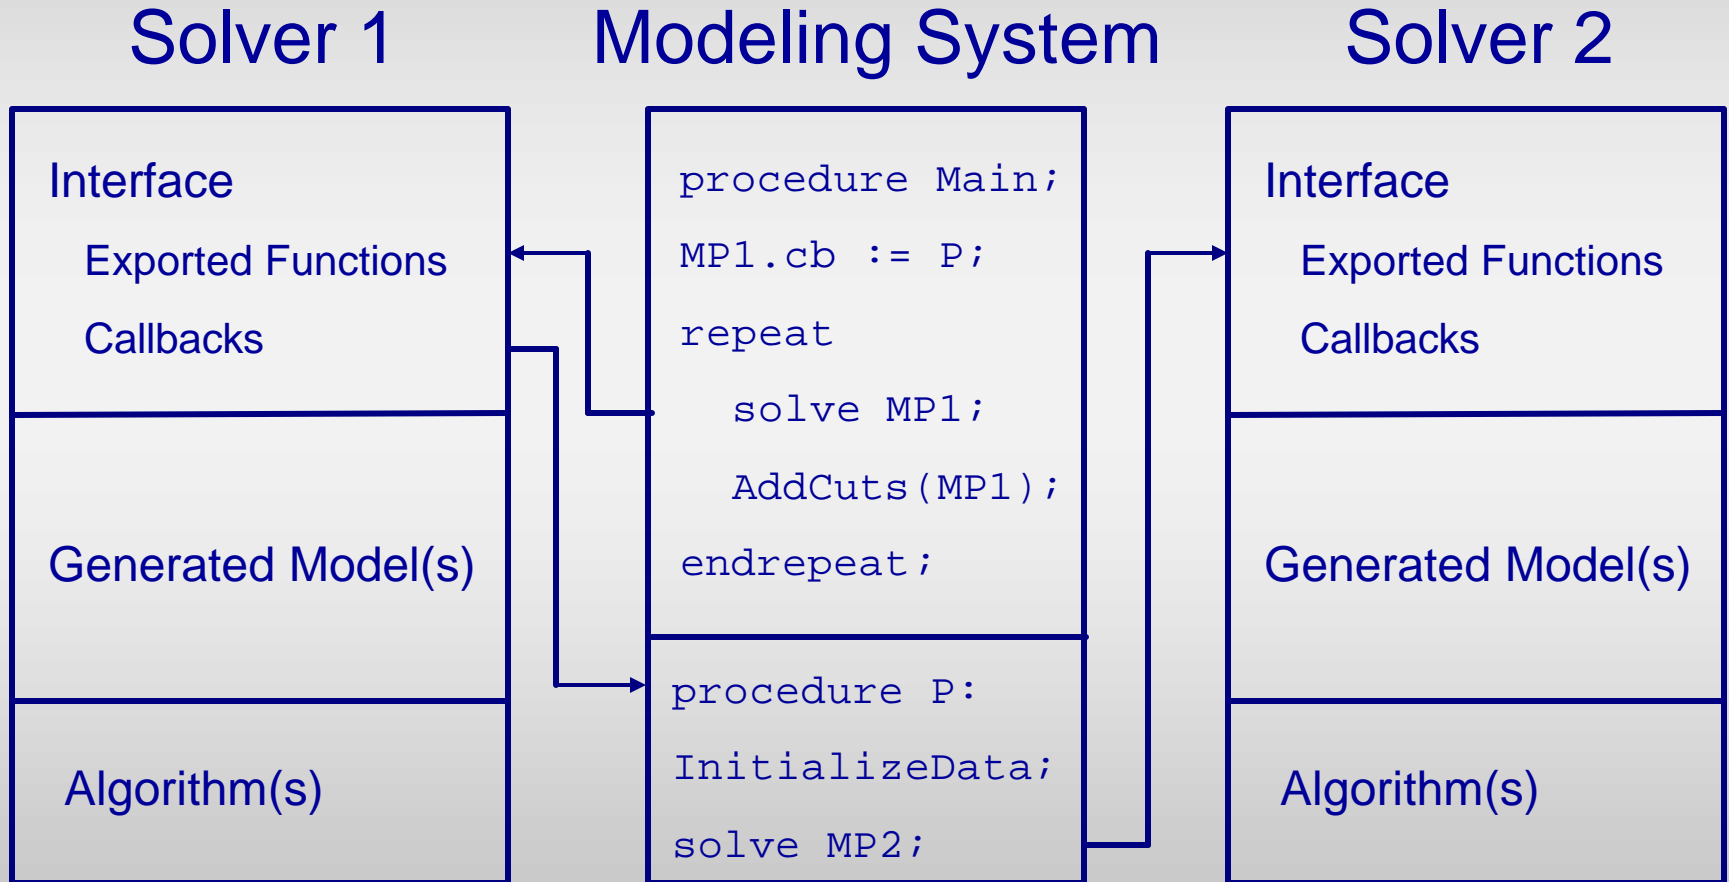 Solver 1
Modeling System
Solver 2
Interface
Exported Functions
Callbacks
Generated Model(s)
Algorithm(s)
procedure Main;
MP1.cb := P;
repeat
solve MP1;
AddCuts(MP1);
endrepeat;
procedure P:
InitializeData;
solve MP2;
Interface
Exported Functions
Callbacks
Generated Model(s)
Algorithm(s)